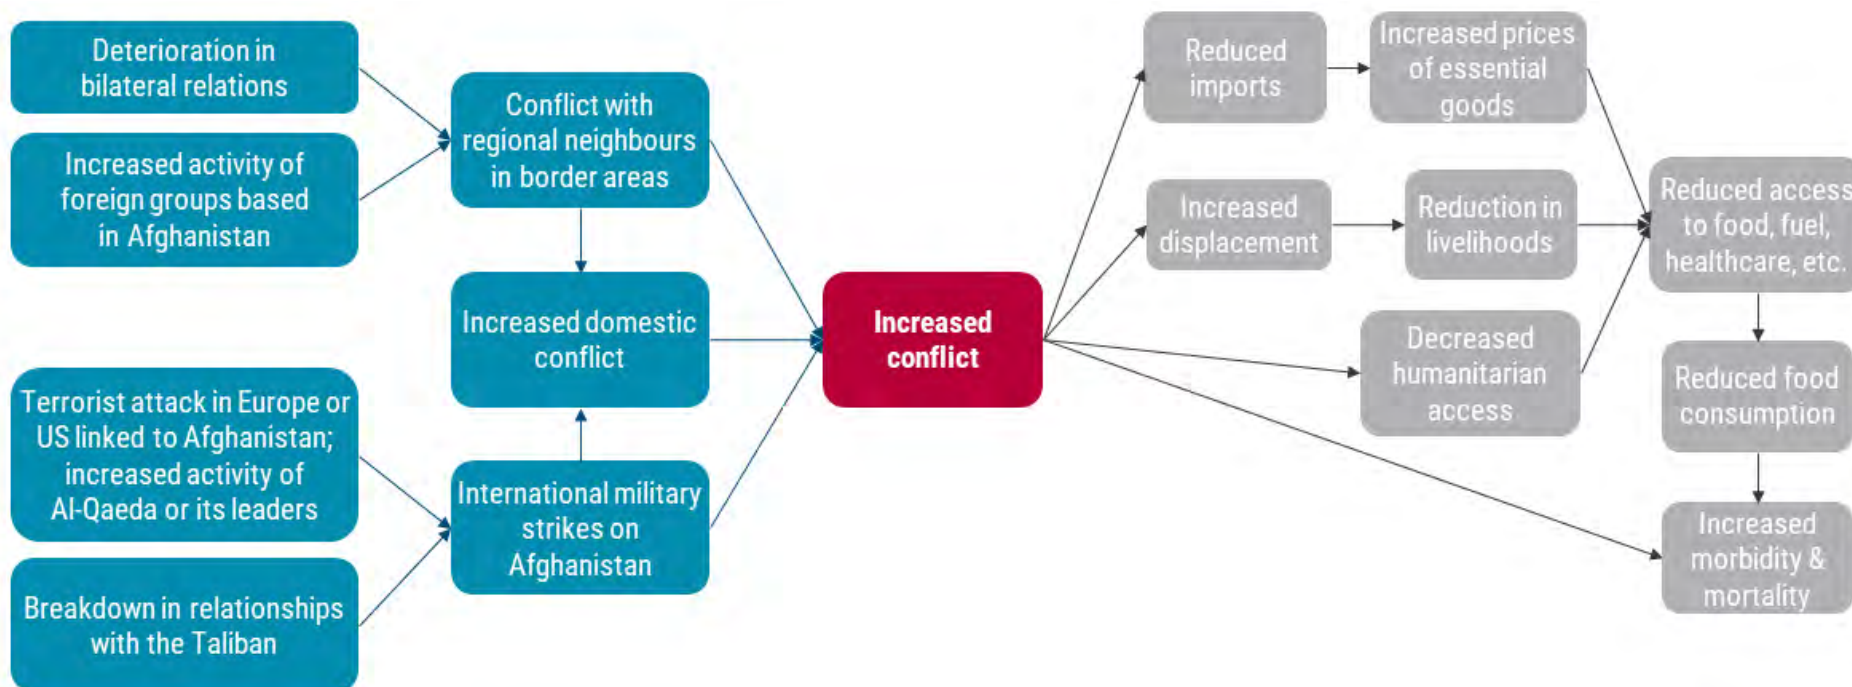 Deterioration in
bilateral relations
Increased activity of
foreign groups based
in Afghanistan
Terrorist attack in Europe or
US linked to Afghanistan;
increased activity of
Al-Qaeda or its leaders
Breakdown in relationships
with the Taliban
Conflict with
regional neighbours
in border areas
Increased domestic
conflict
International military
strikes on
Afghanistan
Increased
conflict
Reduced
imports
Increased prices
of essential
goods
Increased
displacement
Reduction in
livelihoods
Decreased
humanitarian
access
Reduced access
to food, fuel,
healthcare, etc.
Reduced food
consumption
Increased
morbidity &
mortality